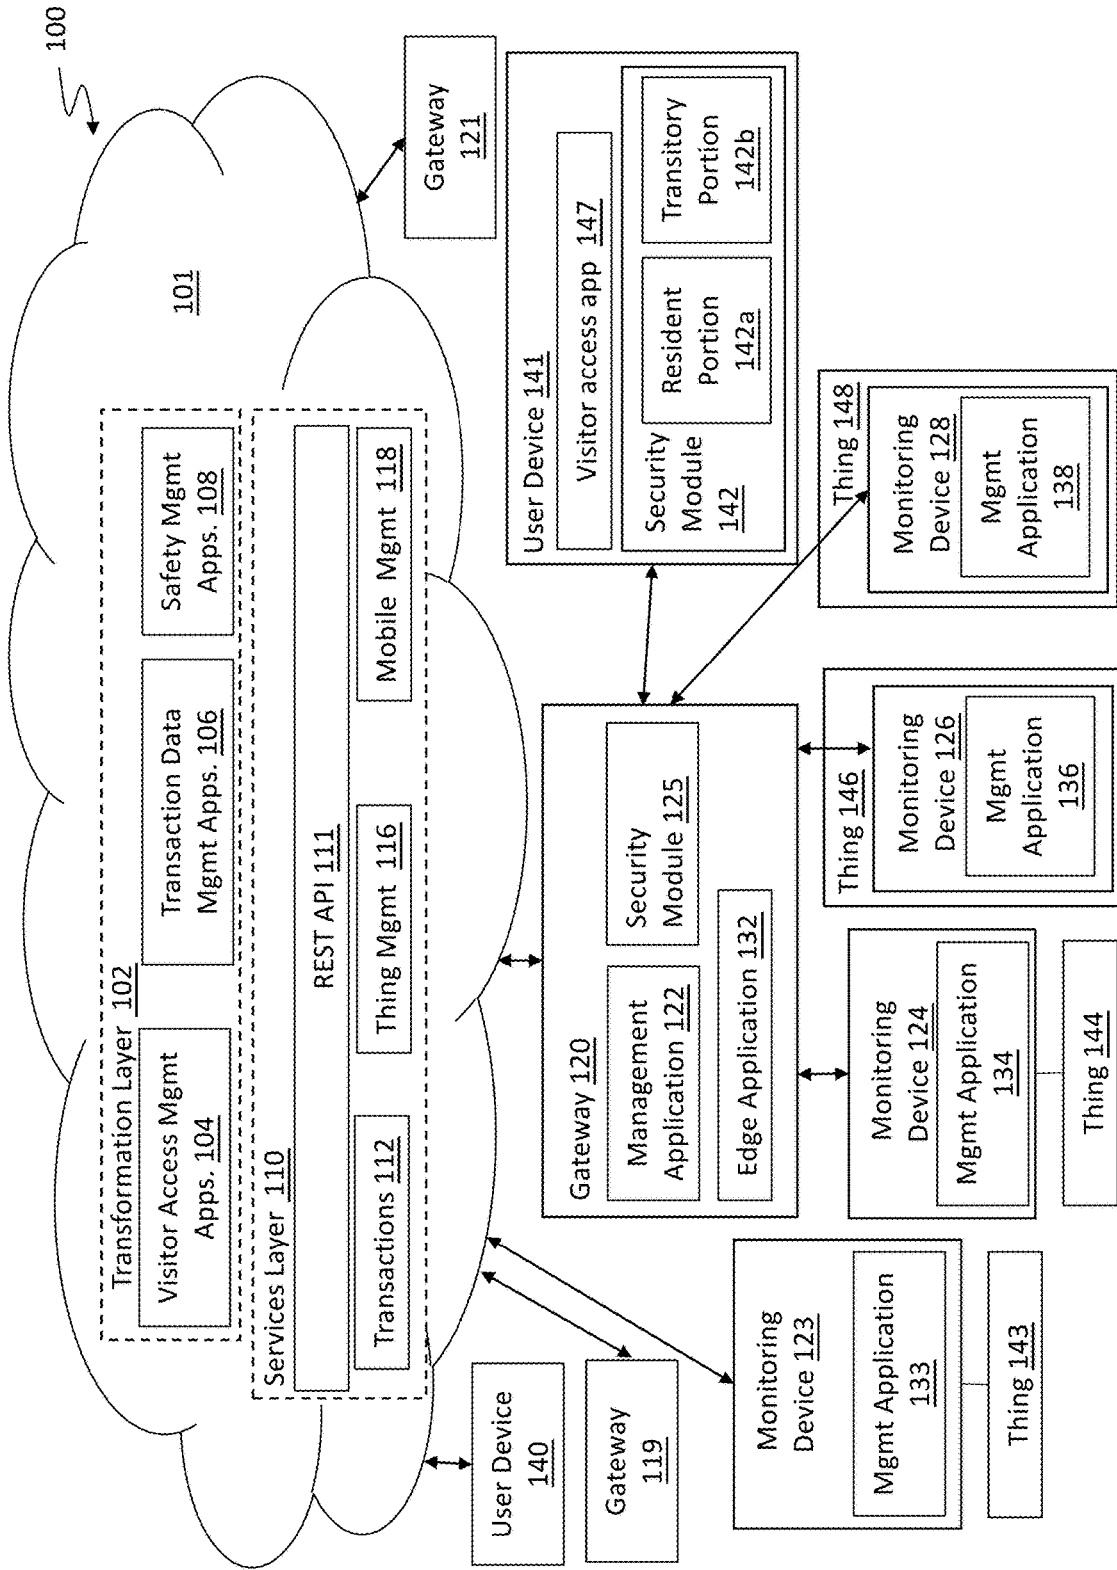 100
101
Transformation Layer 102
Visitor Access Mgmt
Apps. 104
Transaction Data
Mgmt Apps. 106
Safety Mgmt
Apps. 108
Services Layer 110
REST API 111
Transactions 112
Thing Mgmt 116
Mobile Mgmt 118
User Device
140
Gateway
119
Gateway
121
Gateway 120
Management
Application 122
Security
Module 125
Edge Application 132
User Device 141
Visitor access app 147
Security
Module
142
Resident
Portion
142a
Transitory
Portion
142b
Monitoring
Device 123
Mgmt Application
133
Thing 143
Monitoring
Device 124
Mgmt Application
134
Thing 144
Thing 146
Monitoring
Device 126
Mgmt
Application
136
Thing 148
Monitoring
Device 128
Mgmt
Application
138